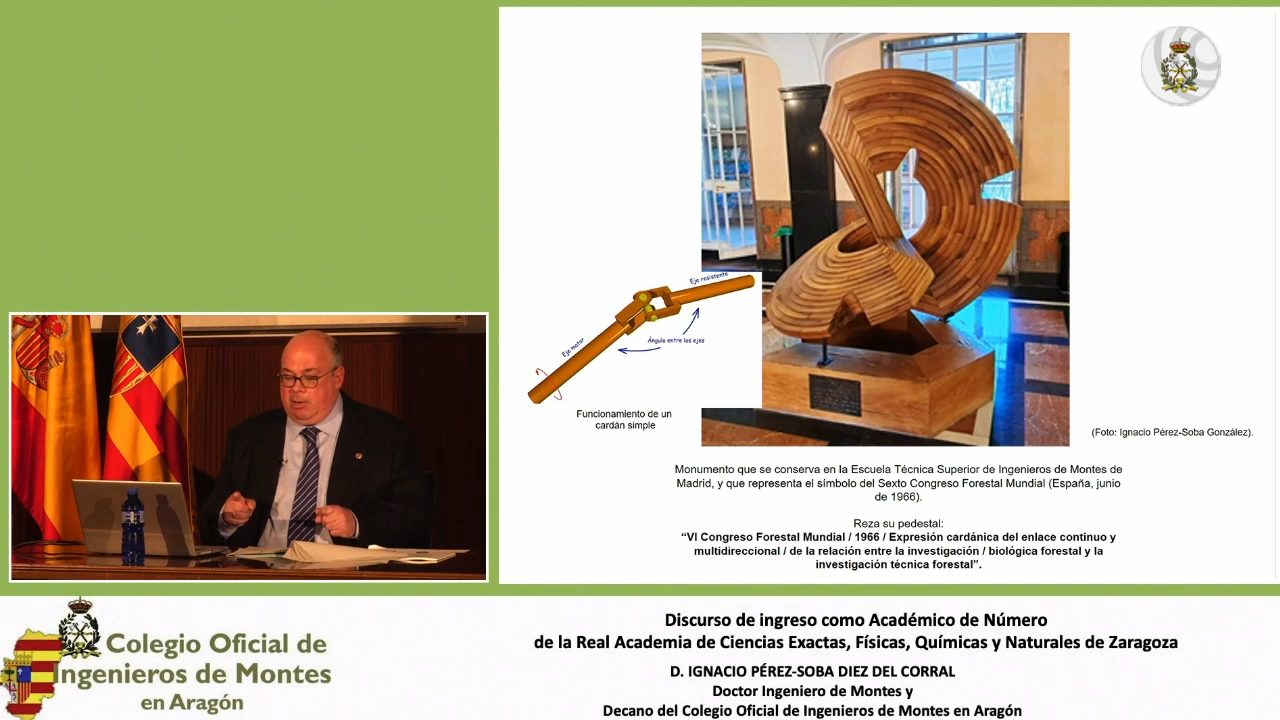 Eje resistente
Ángulo entre los ejes
Eje motor
Funcionamiento de un
cardán simple
(Foto: Ignacio Pérez-Soba González).
Monumento que se conserva en la Escuela Técnica Superior de Ingenieros de Montes de
Madrid, y que representa el símbolo del Sexto Congreso Forestal Mundial (España, junio
de 1966).
Reza su pedestal:
“VI Congreso Forestal Mundial / 1966 / Expresión cardánica del enlace continuo y
multidireccional / de la relación entre la investigación / biológica forestal y la
investigación técnica forestal”.
Colegio Oficial de
Ingenieros de Montes
en Aragón
Discurso de ingreso como Académico de Número
de la Real Academia de Ciencias Exactas, Físicas, Químicas y Naturales de Zaragoza
D. IGNACIO PÉREZ-SOBA DIEZ DEL CORRAL
Doctor Ingeniero de Montes y
Decano del Colegio Oficial de Ingenieros de Montes en Aragón